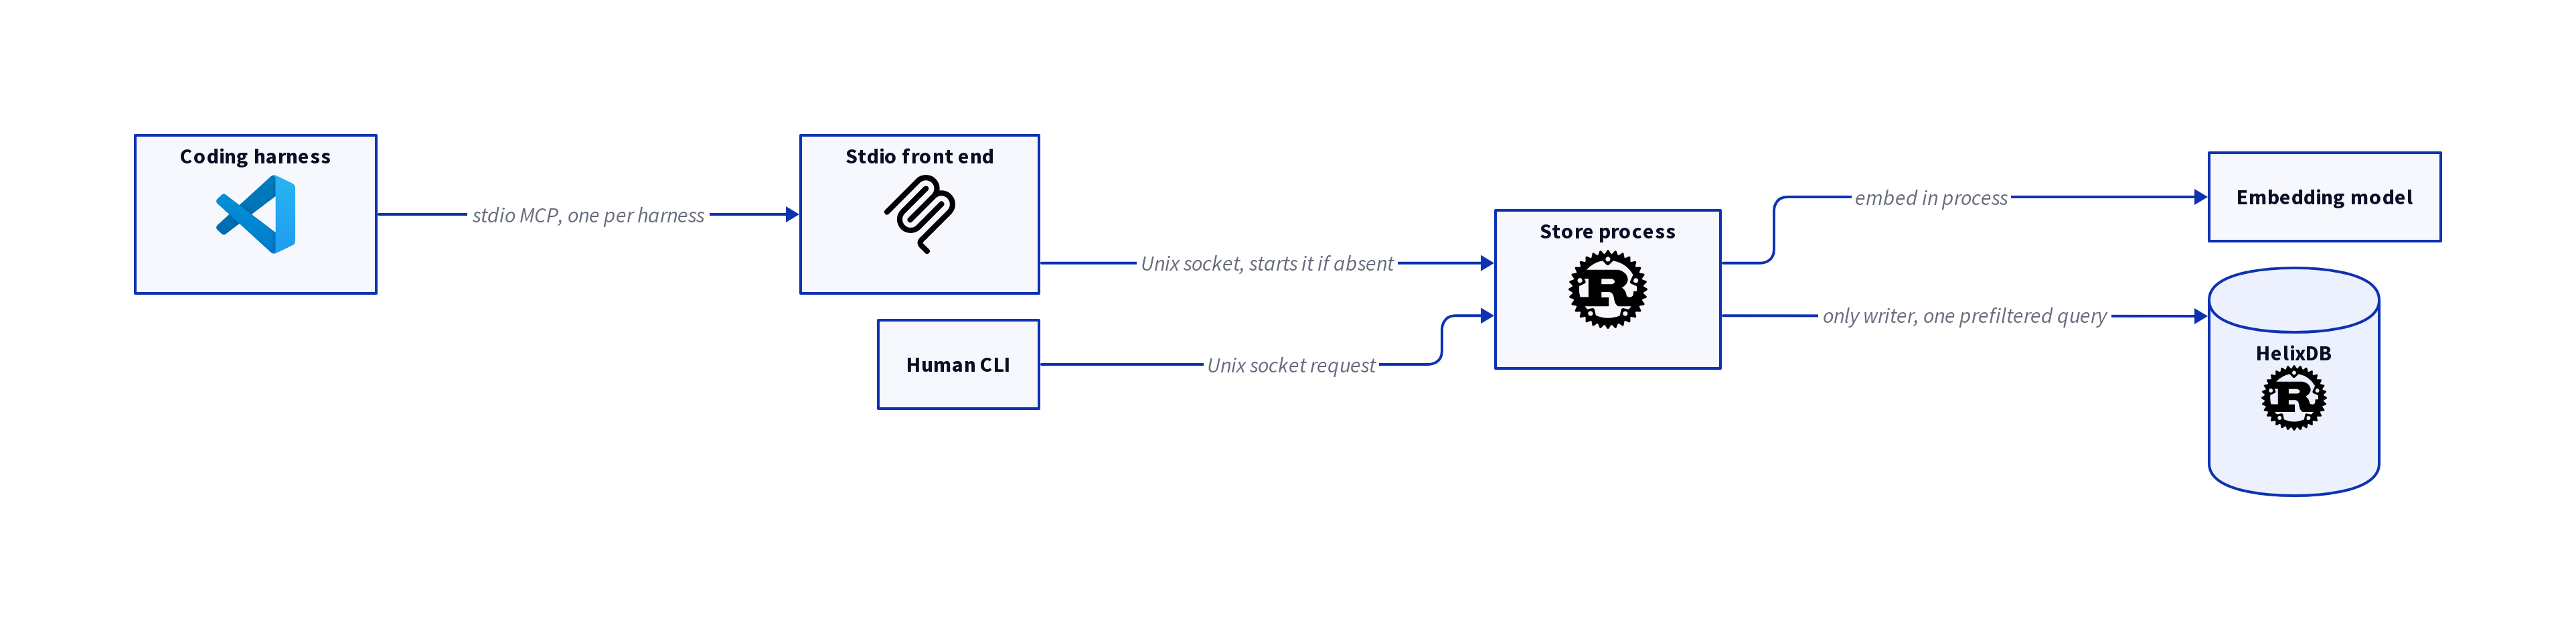 Coding harness
stdio MCP, one per harness
Stdio front end
Unix socket, starts it if absent
Human CLI
Unix socket request
Store process
R
embed in process
Embedding model
only writer, one prefiltered query
HelixDB
R